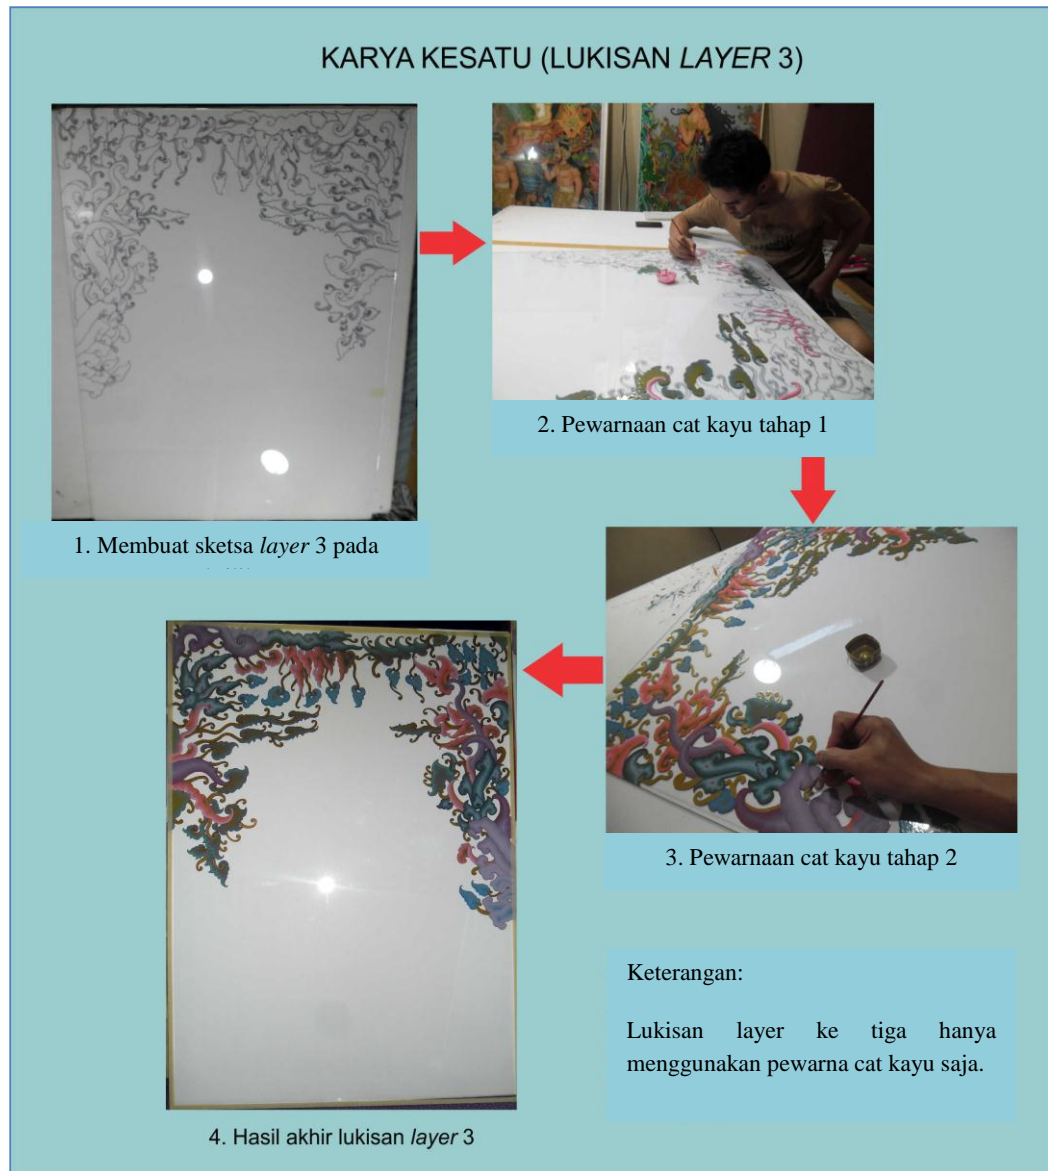 KARYA KESATU (LUKISAN LAYER 3)
2. Pewarnaan cat kayu tahap 1
1. Membuat sketsa layer 3 pada
3. Pewarnaan cat kayu tahap 2
Keterangan:
Lukisan layer ke tiga hanya
menggunakan pewarna cat kayu saja.
4. Hasil akhir lukisan layer 3